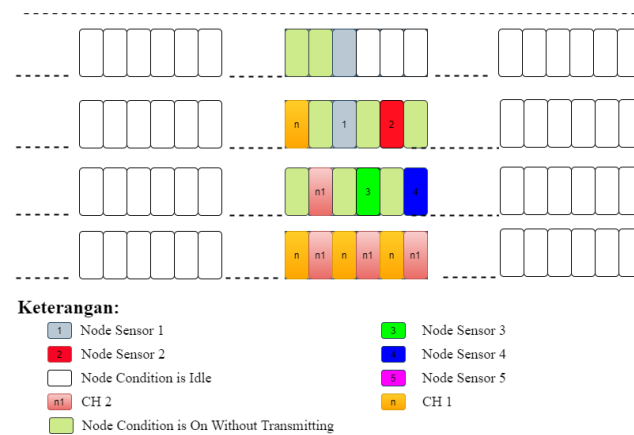 n 1 2
n1 3 4
n n1 n n1 n n1
Keterangan:
1 Node Sensor 1
3 Node Sensor 3
2 Node Sensor 2
4 Node Sensor 4
Node Condition is Idle
5 Node Sensor 5
n1 CH 2
n CH 1
Node Condition is On Without Transmitting